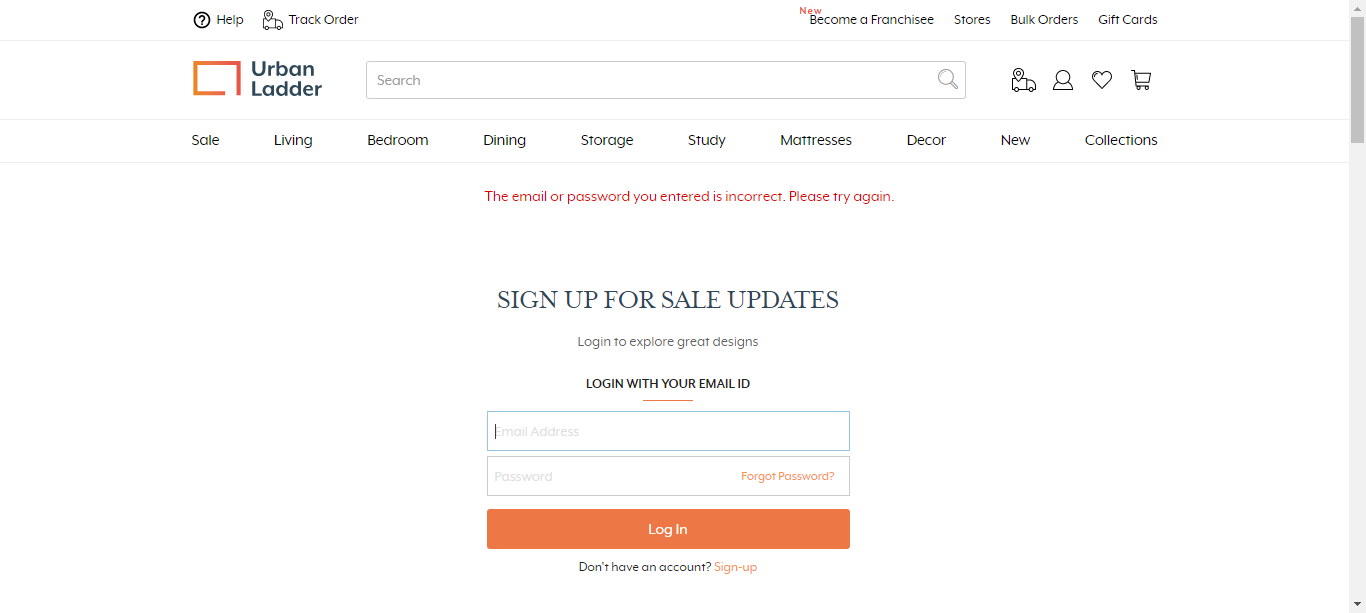 Help
Track Order
New
Become a Franchisee
Stores
Bulk Orders
Gift Cards
Urban
Ladder
Search
Sale
Living
Bedroom
Dining
Storage
Study
Mattresses
Decor
New
Collections
The email or password you entered is incorrect. Please try again.
SIGN UP FOR SALE UPDATES
Login to explore great designs
LOGIN WITH YOUR EMAIL ID
Email Address
Password
Forgot Password?
Log In
Don't have an account? Sign-up